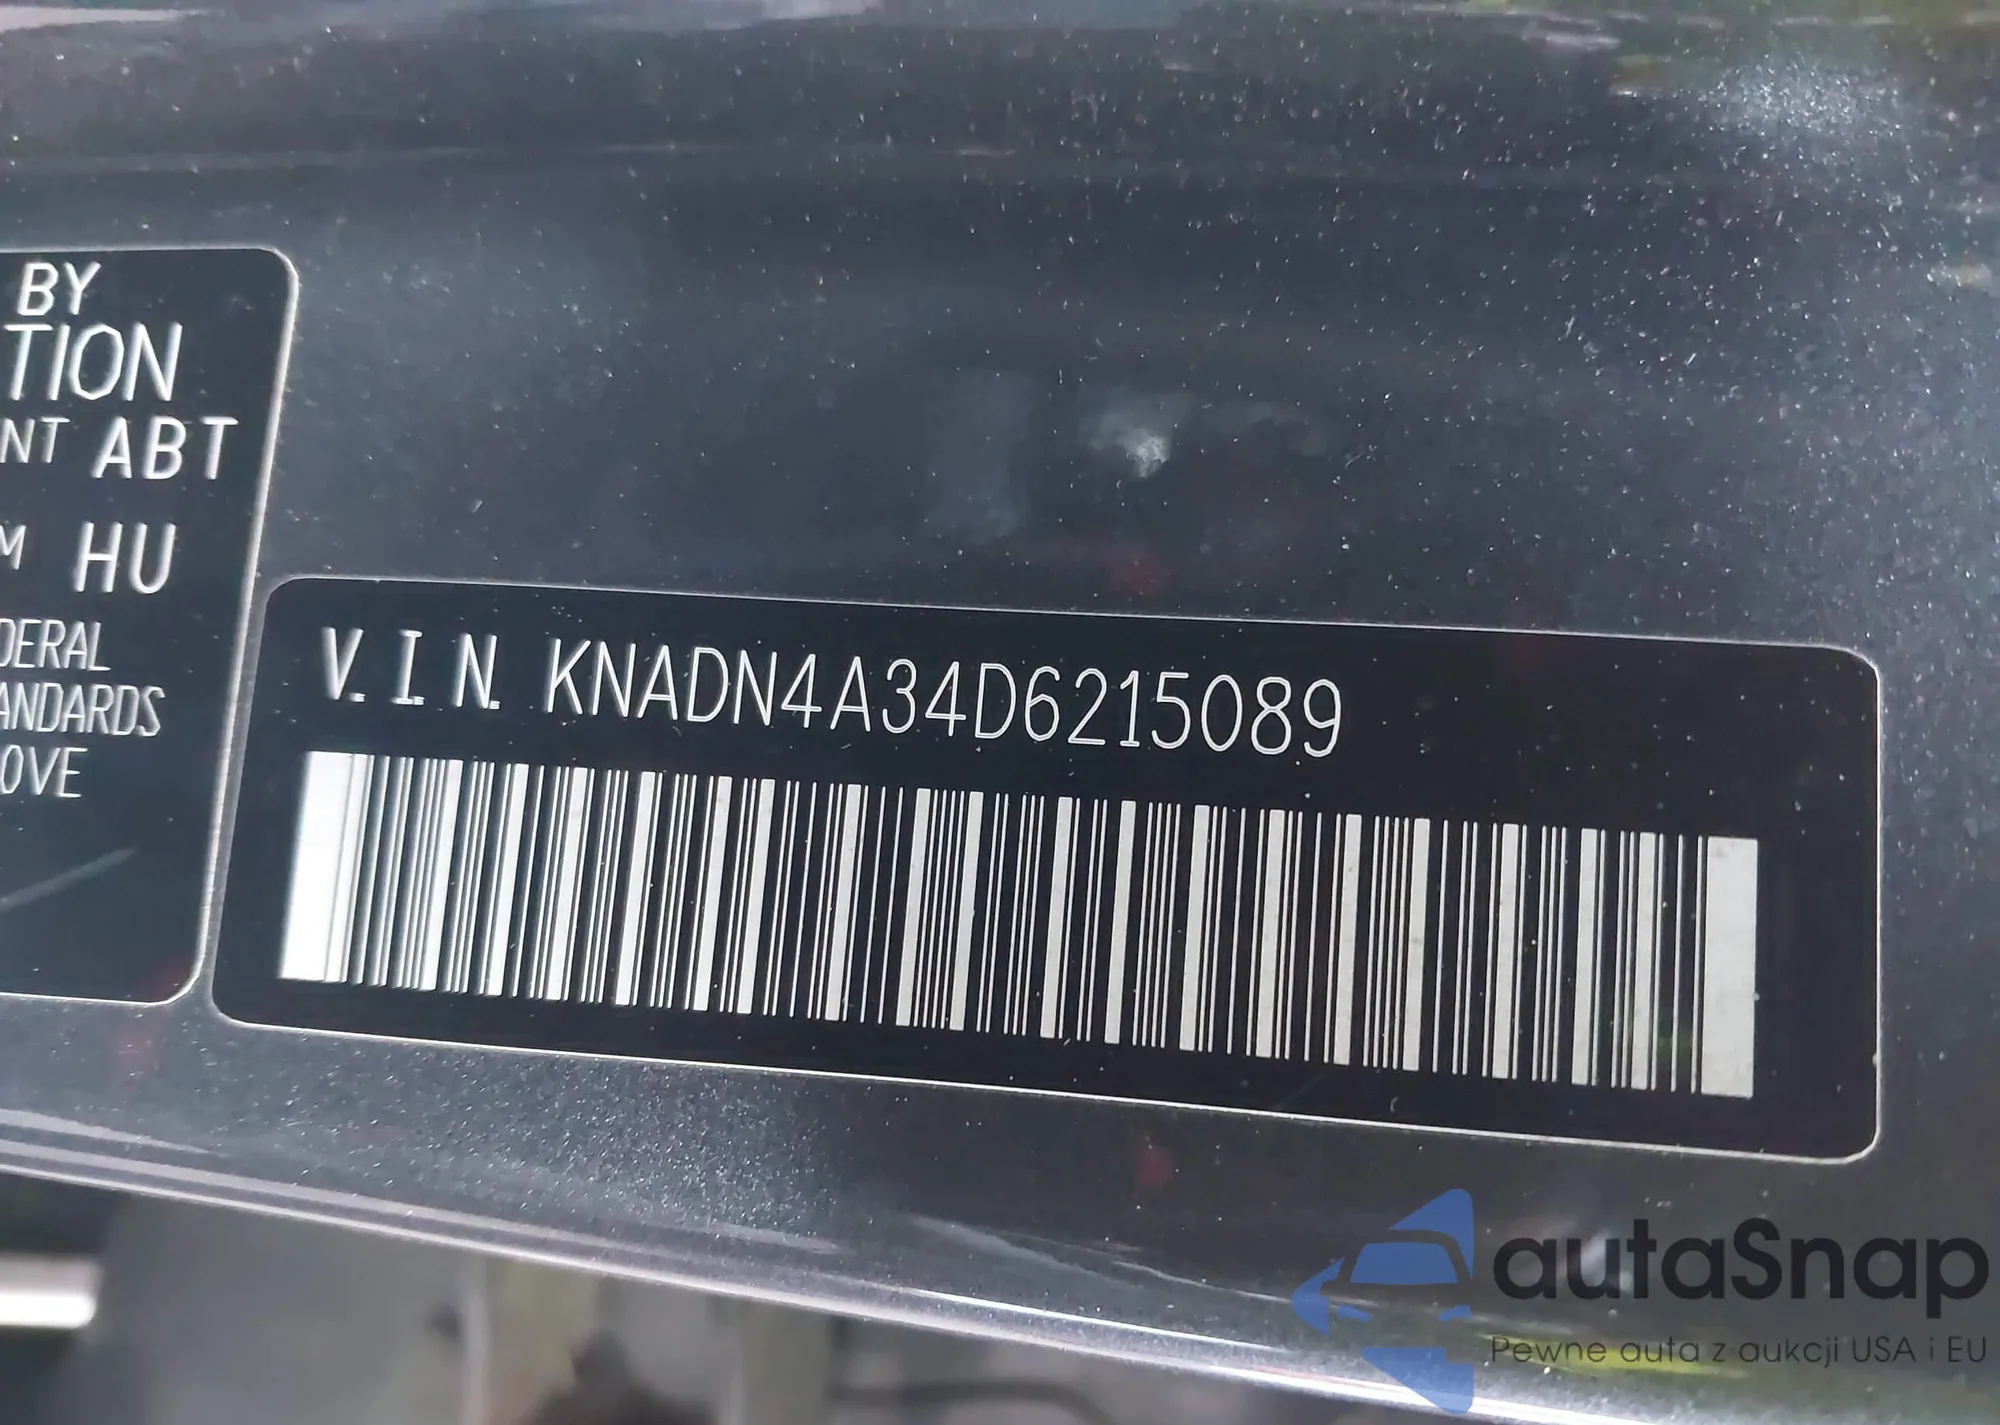 BY
TION
NT ABT
M HU
DERAL
ANDARDS
OVE
V.I.N. KNADN4A34D6215089
autaSnap
Pewne auta z aukcji USA i EU